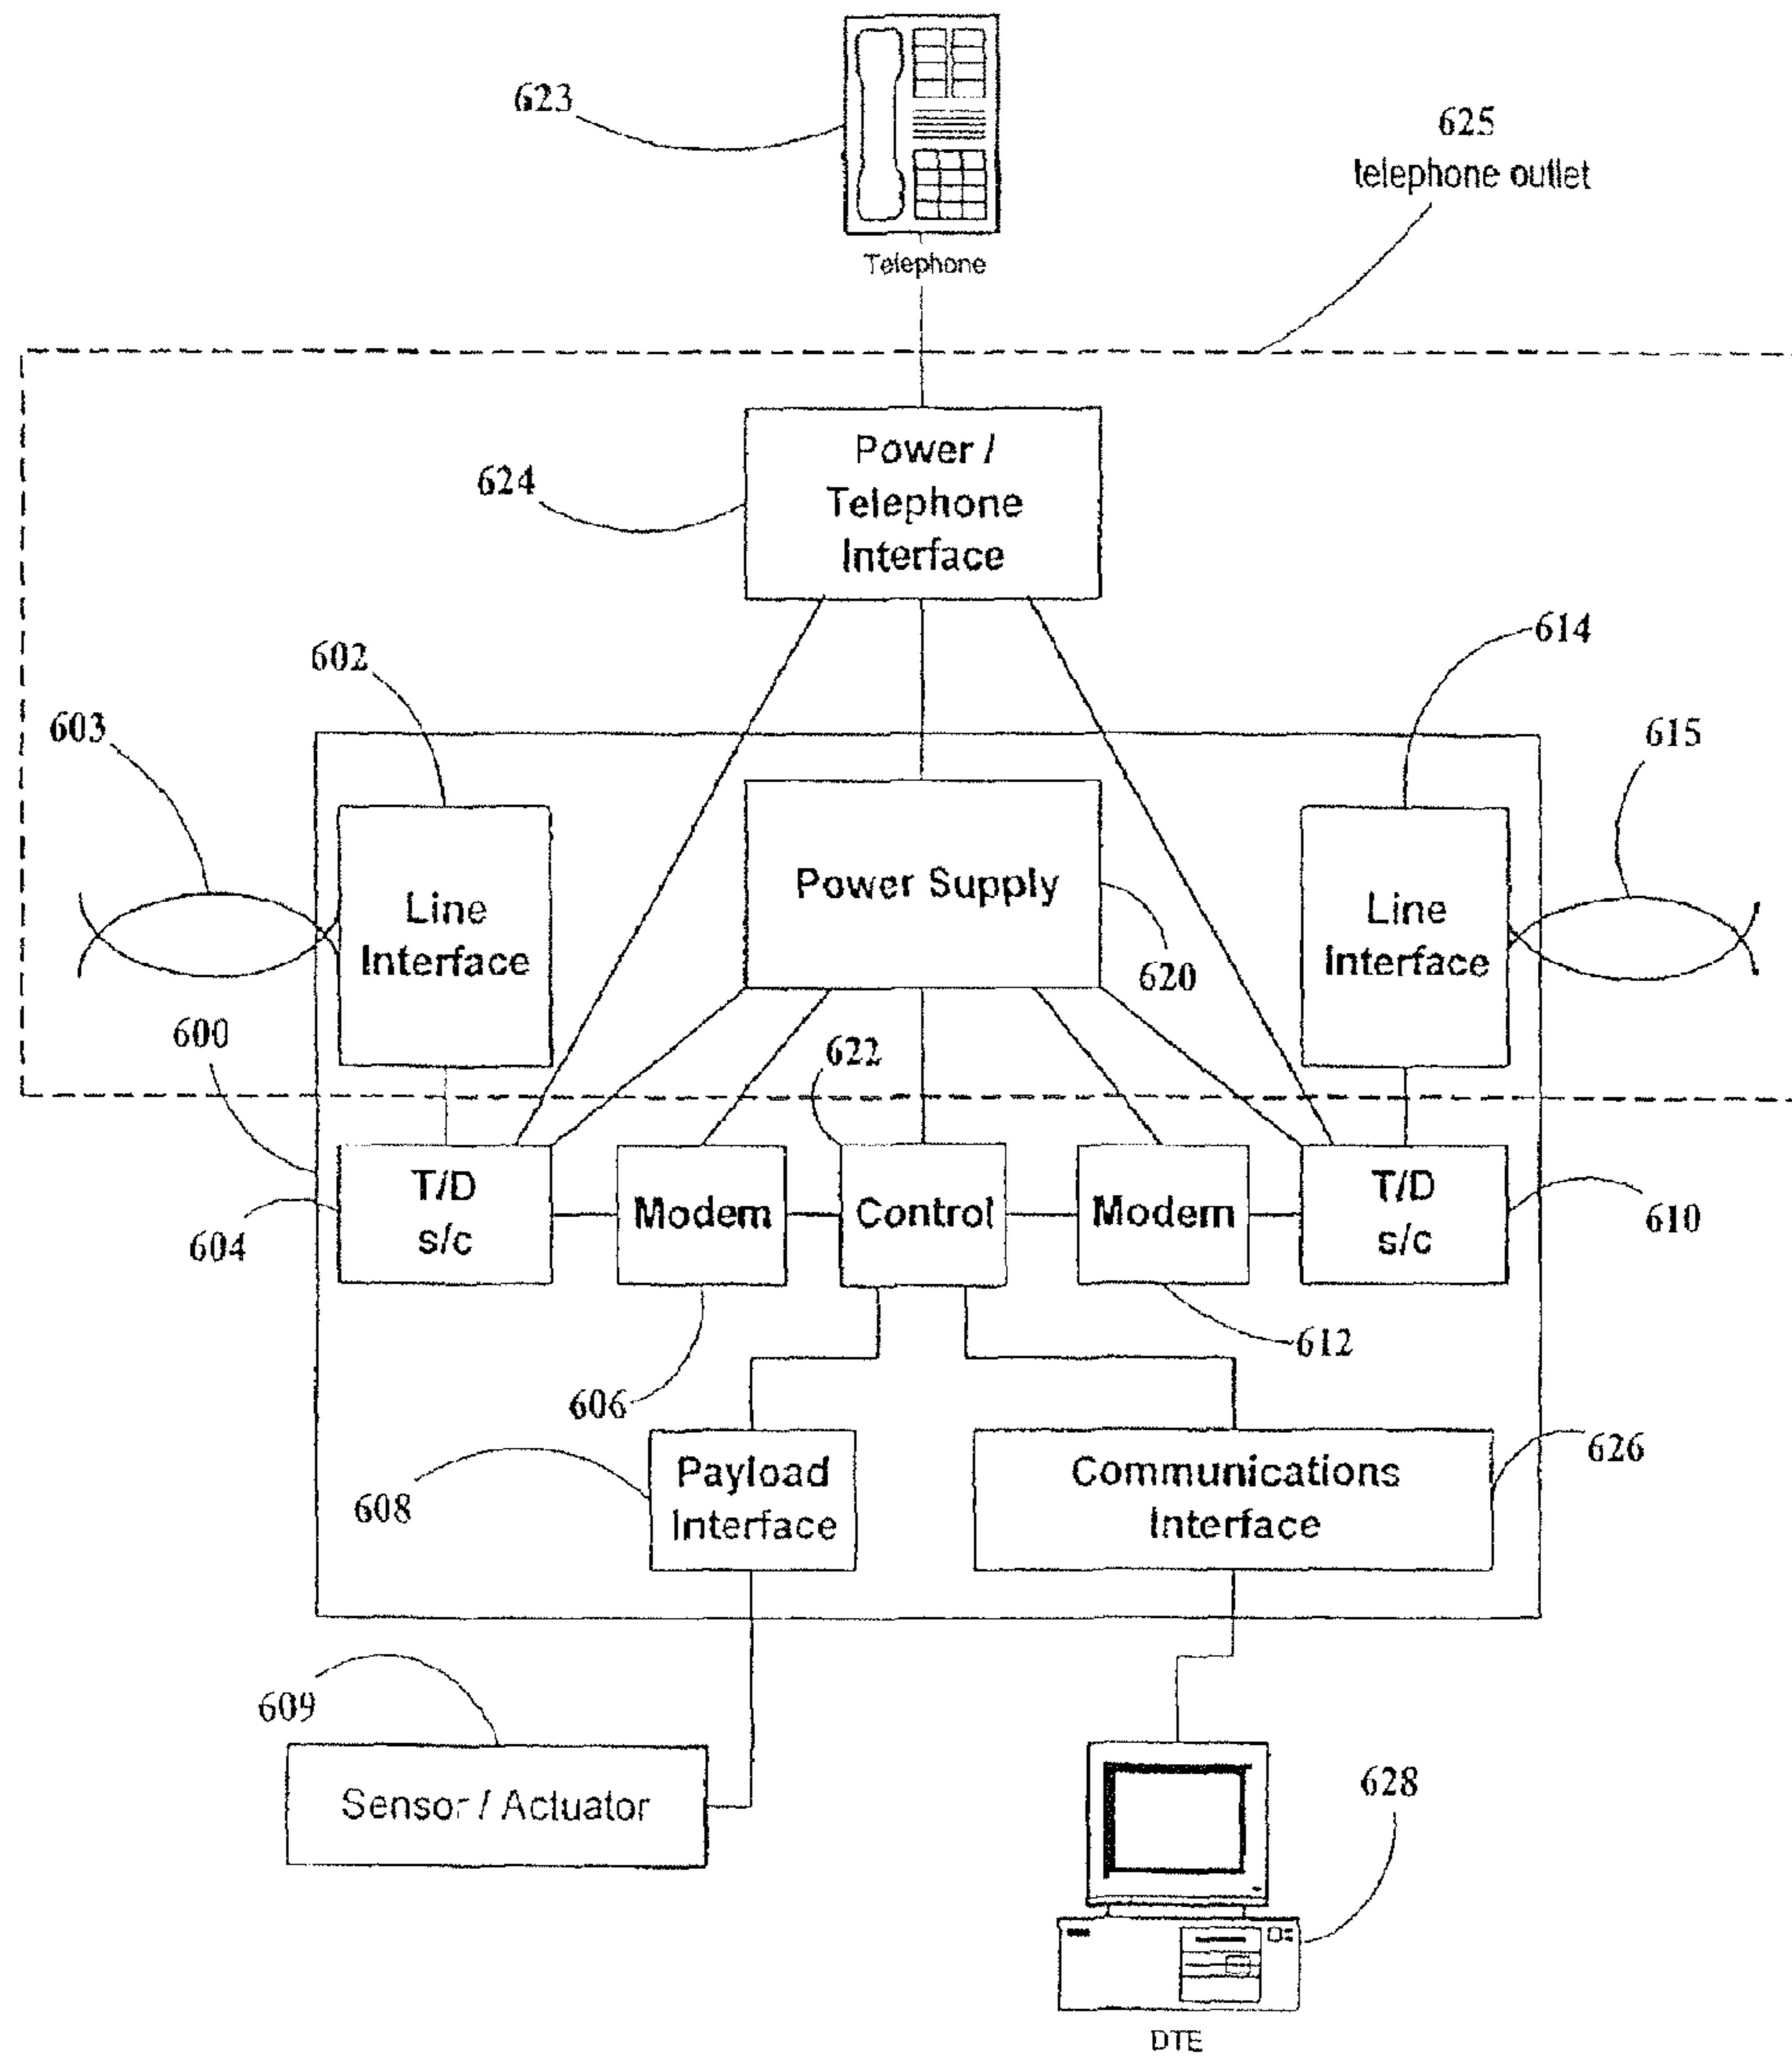 623
625
telephone outlet
Telephone
Power /
Telephone
Interface
624
602
614
603
615
Line
Interface
Power Supply
Line
Interface
620
600
622
T/D
s/c
Modem
Control
Modem
T/D
s/c
604
610
612
606
Payload
Interface
Communications
Interface
626
608
609
Sensor / Actuator
628
DTE